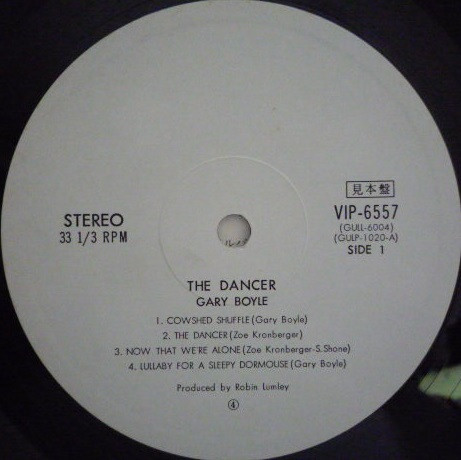 見本盤
STEREO
33 1/3 RPM
VIP-6557
(GULL-6004)
(GULP-1020-A)
SIDE 1
THE DANCER
GARY BOYLE
1. COWSHED SHUFFLE (Gary Boyle)
2. THE DANCER (Zoe Kronberger)
3. NOW THAT WE'RE ALONE (Zoe Kronberger-S.Shone)
4. LULLABY FOR A SLEEPY DORMOUSE (Gary Boyle)
Produced by Robin Lumley
④